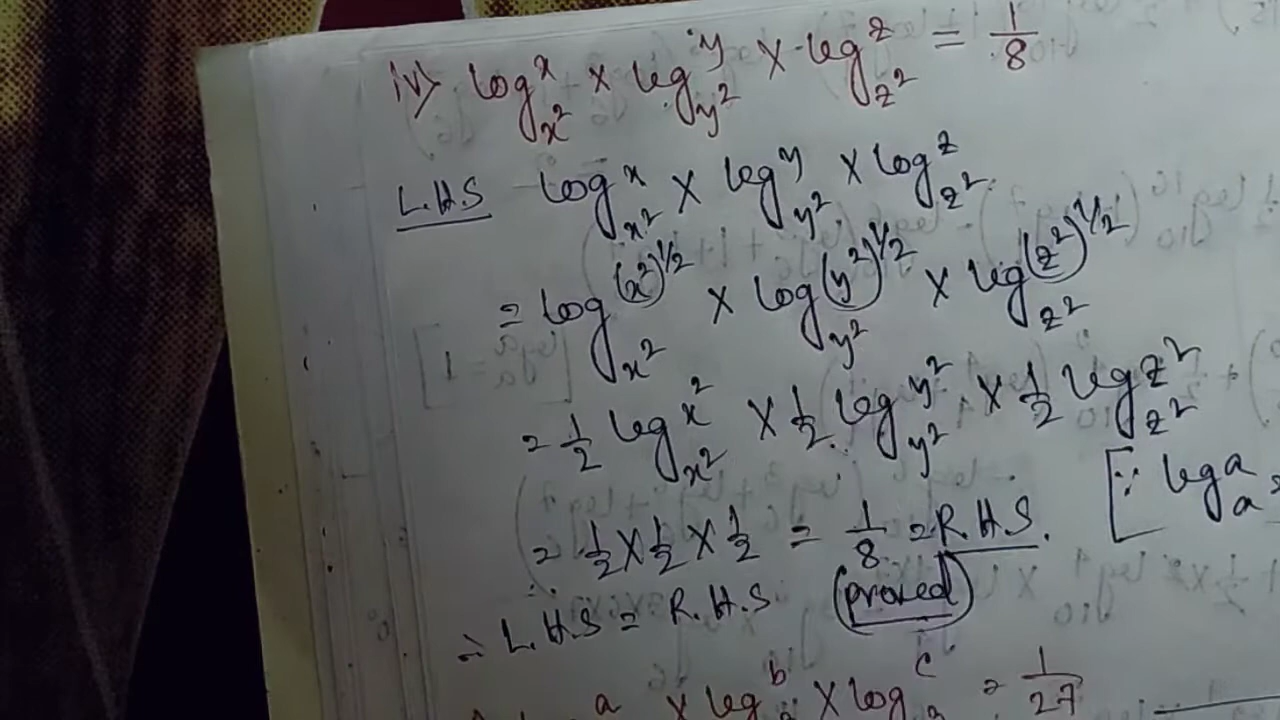 iv) log_{x²}^x × log_{y²}^y × log_{z²}^z = 1/8
L.H.S log_{x²}^x × log_{y²}^y × log_{z²}^z
= log_{x²}^{(x²)^{1/2}} × log_{y²}^{(y²)^{1/2}} × log_{z²}^{(z²)^{1/2}}
= 1/2 log_{x²}^{x²} × 1/2 log_{y²}^{y²} × 1/2 log_{z²}^{z²}
[∵ log_a^a =
= 1/2 × 1/2 × 1/2 = 1/8 = R.H.S.
∴ L.H.S = R.H.S (proved)
a × log^b × log^c = 1/27